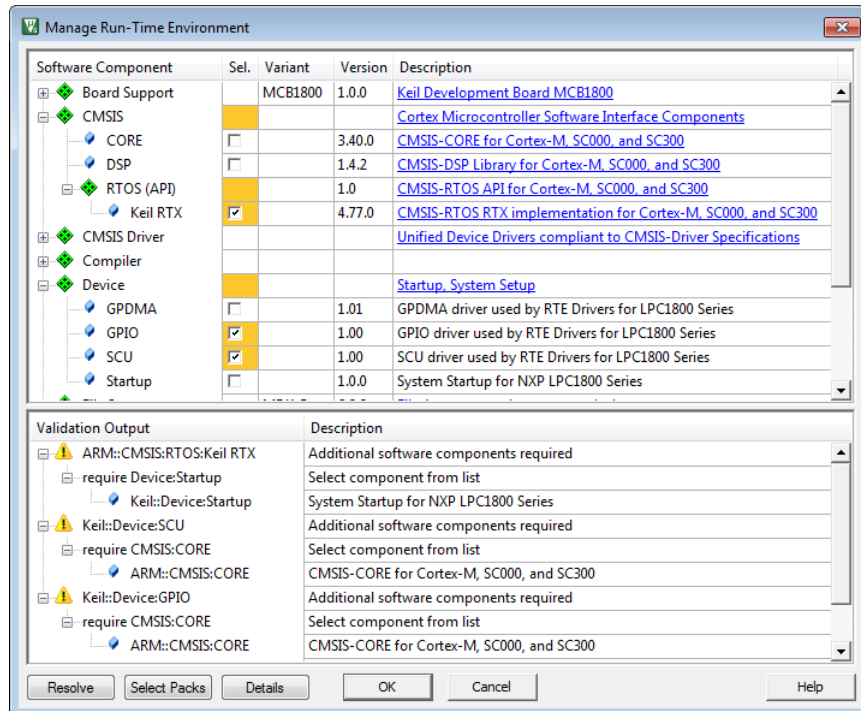 Manage Run-Time Environment
Software Component Sel. Variant Version Description
Board Support MCB1800 1.0.0 Keil Development Board MCB1800
CMSIS Cortex Microcontroller Software Interface Components
CORE 3.40.0 CMSIS-CORE for Cortex-M, SC000, and SC300
DSP 1.4.2 CMSIS-DSP Library for Cortex-M, SC000, and SC300
RTOS (API) 1.0 CMSIS-RTOS API for Cortex-M, SC000, and SC300
Keil RTX 4.77.0 CMSIS-RTOS RTX implementation for Cortex-M, SC000, and SC300
CMSIS Driver Unified Device Drivers compliant to CMSIS-Driver Specifications
Compiler
Device Startup, System Setup
GPDMA 1.01 GPDMA driver used by RTE Drivers for LPC1800 Series
GPIO 1.00 GPIO driver used by RTE Drivers for LPC1800 Series
SCU 1.00 SCU driver used by RTE Drivers for LPC1800 Series
Startup 1.0.0 System Startup for NXP LPC1800 Series
Validation Output Description
ARM::CMSIS:RTOS:Keil RTX Additional software components required
require Device:Startup Select component from list
Keil::Device:Startup System Startup for NXP LPC1800 Series
Keil::Device:SCU Additional software components required
require CMSIS:CORE Select component from list
ARM::CMSIS:CORE CMSIS-CORE for Cortex-M, SC000, and SC300
Keil::Device:GPIO Additional software components required
require CMSIS:CORE Select component from list
ARM::CMSIS:CORE CMSIS-CORE for Cortex-M, SC000, and SC300
Resolve Select Packs Details OK Cancel Help